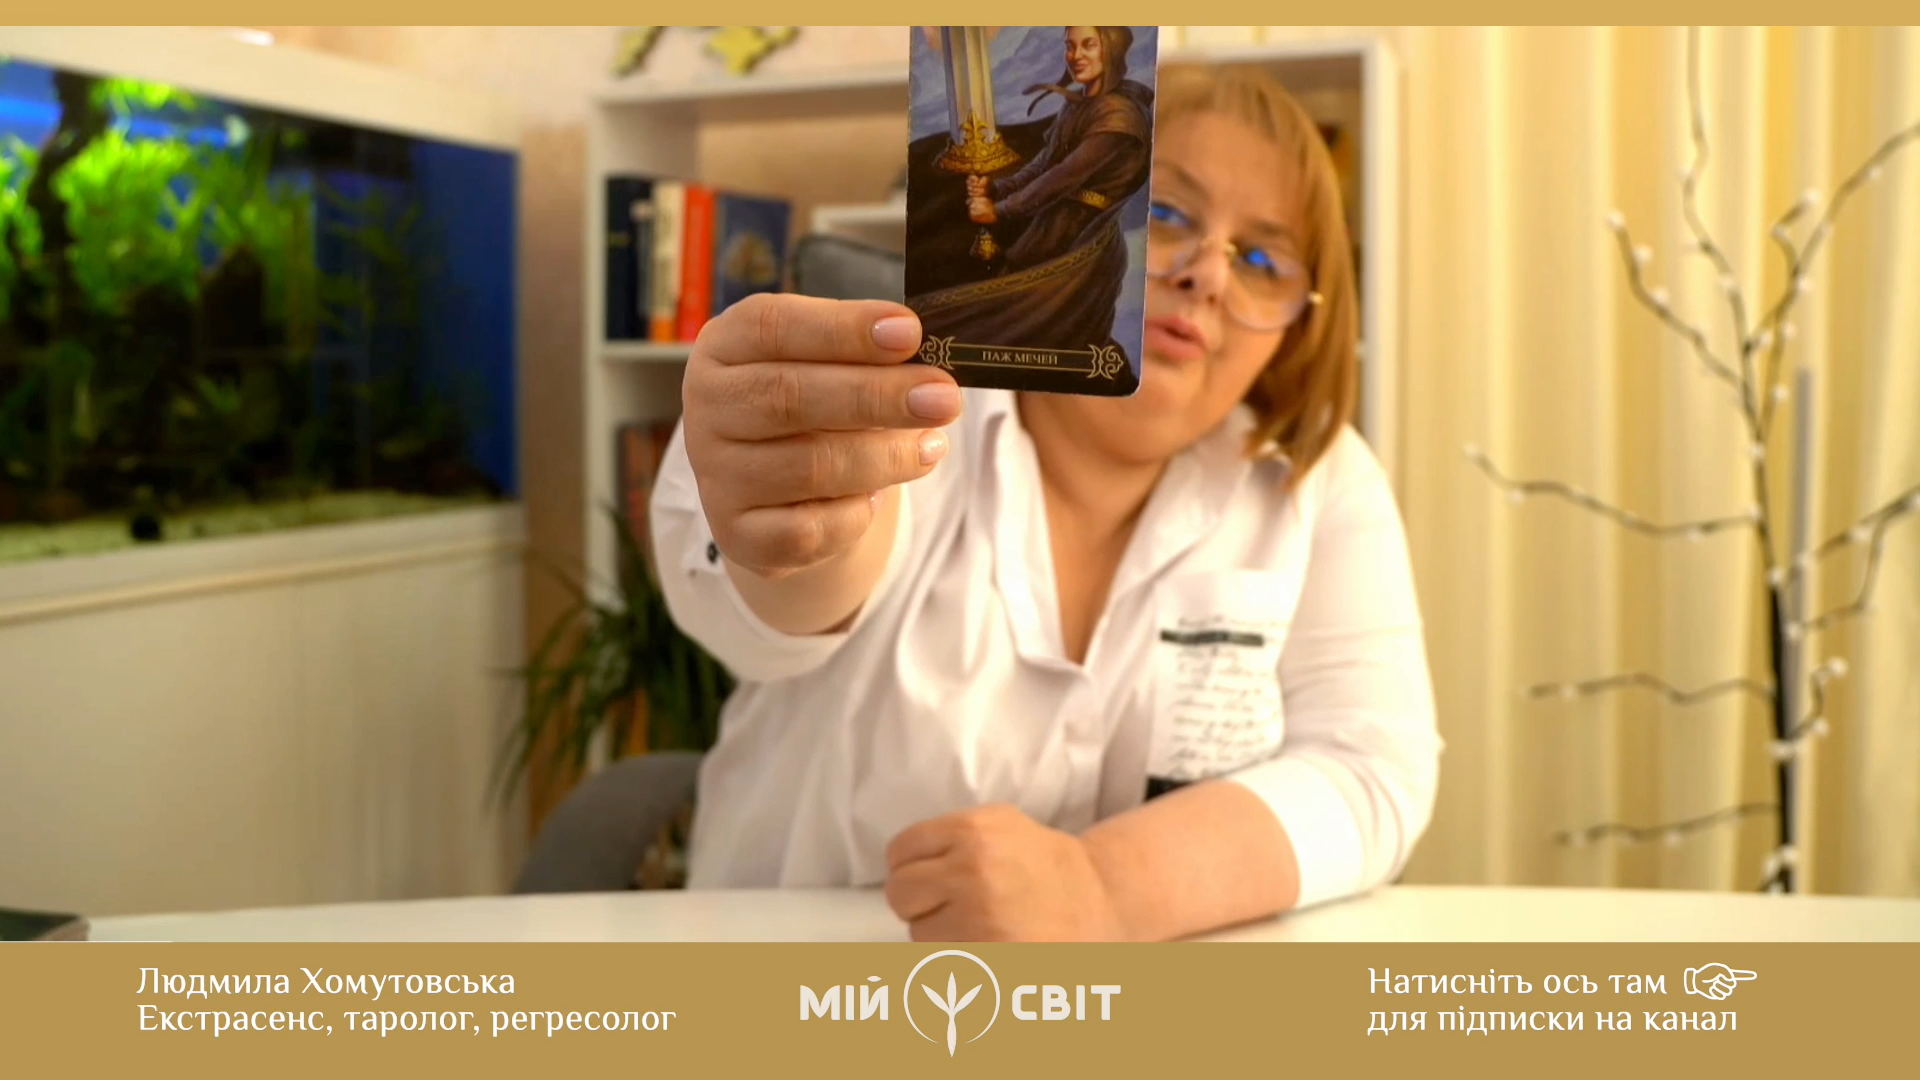 ПАЖ МЕЧЕЙ
Людмила Хомутовська
Екстрасенс, таролог, регресолог
МІЙ СВІТ
Натисніть ось там
для підписки на канал